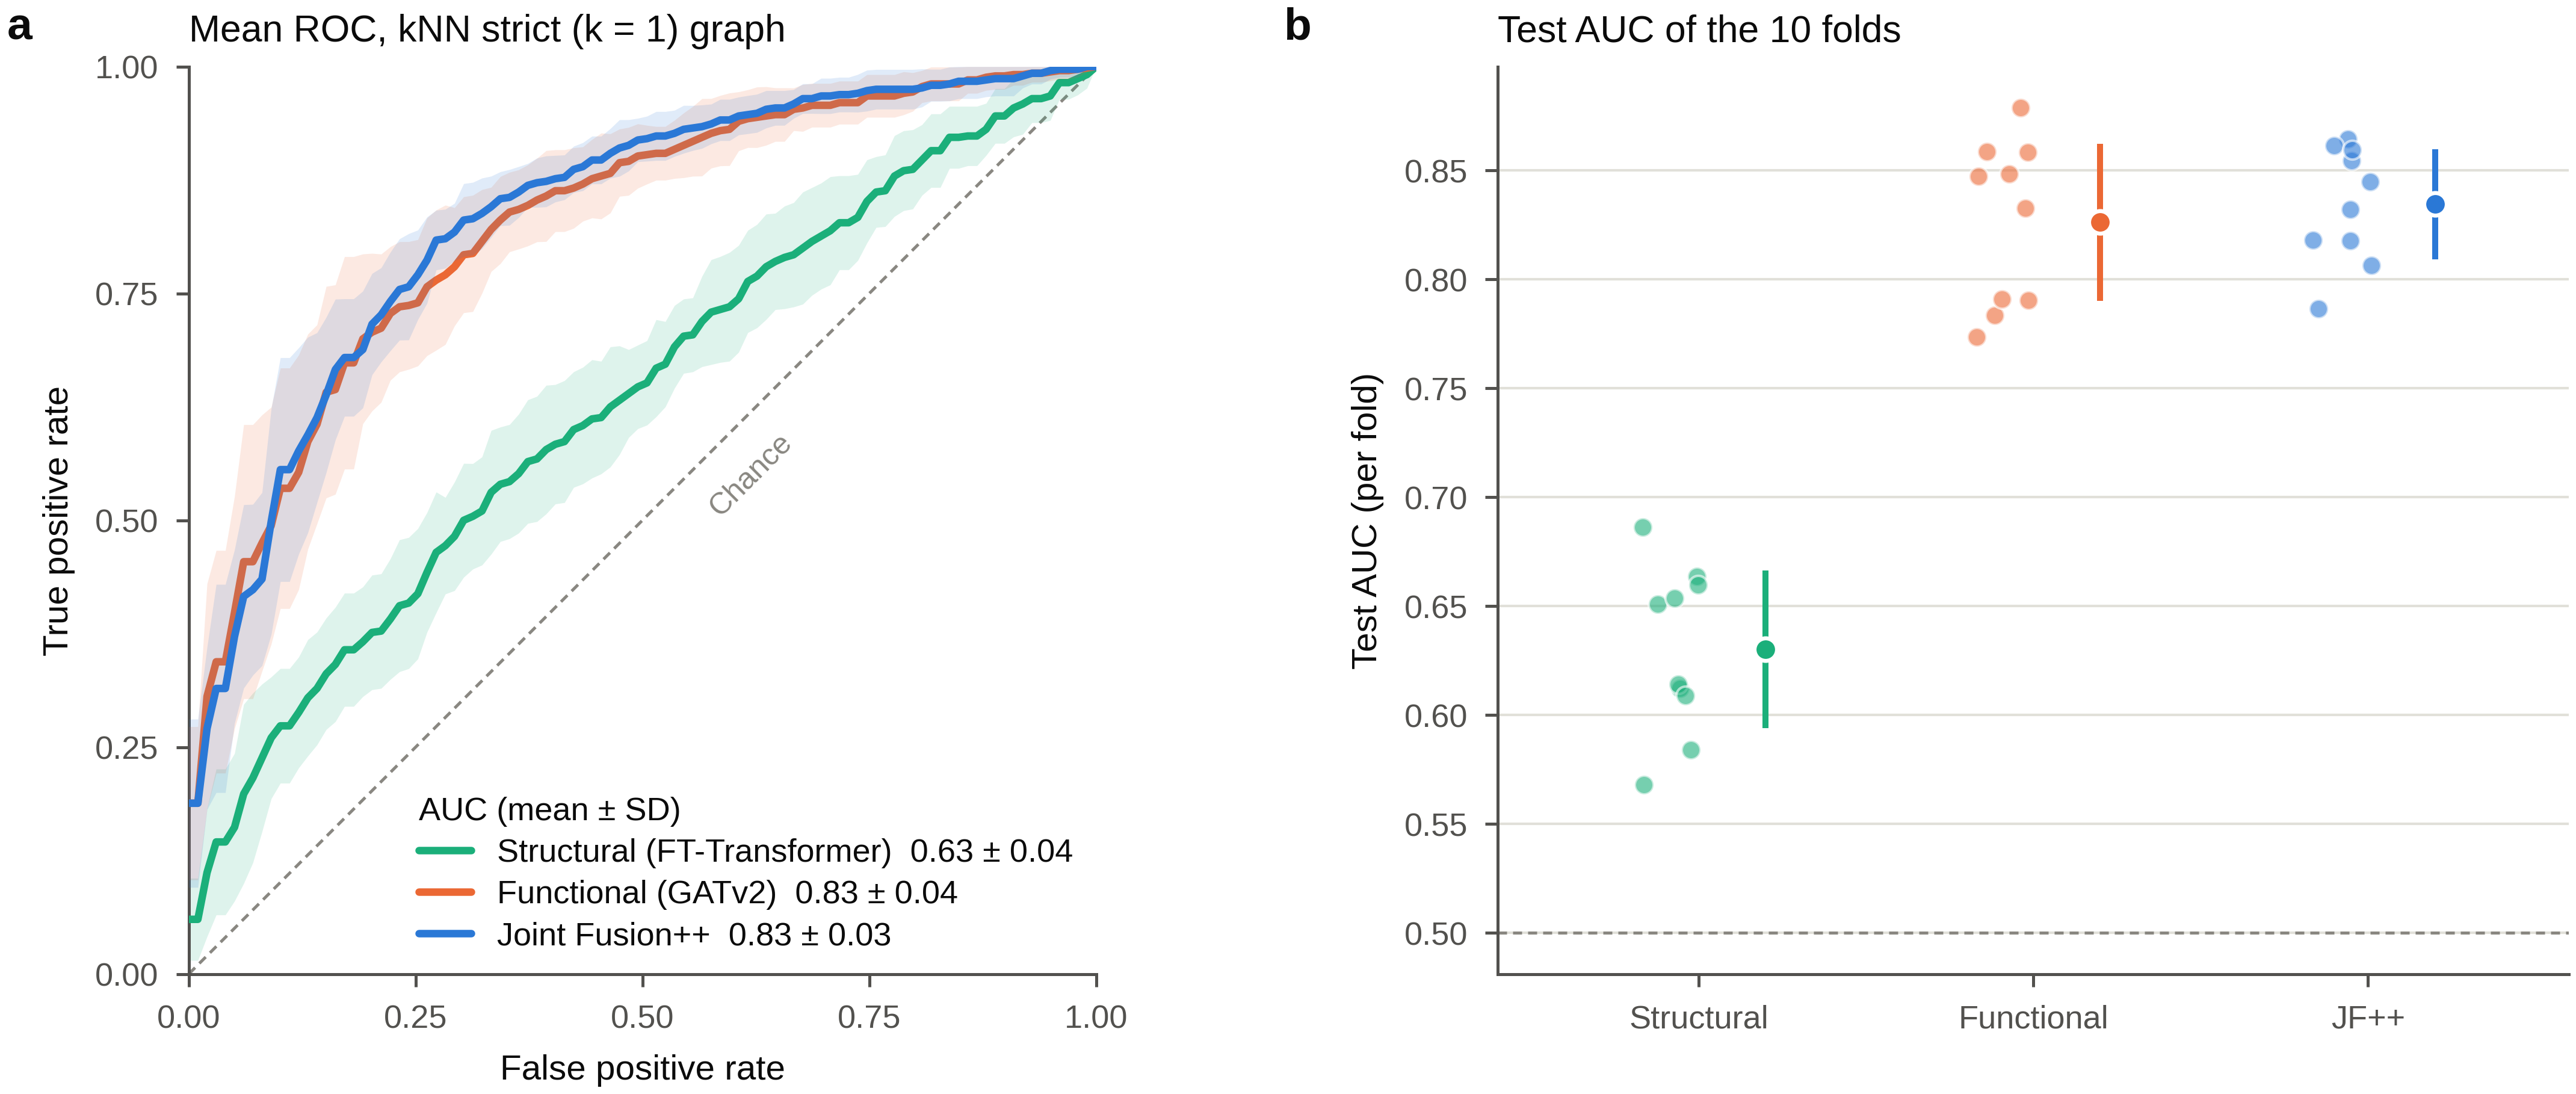 a
Mean ROC, kNN strict (k = 1) graph
1.00
0.75
0.50
0.25
0.00
True positive rate
Chance
AUC (mean ± SD)
Structural (FT-Transformer) 0.63 ± 0.04
Functional (GATv2) 0.83 ± 0.04
Joint Fusion++ 0.83 ± 0.03
0.00 0.25 0.50 0.75 1.00
False positive rate
b
Test AUC of the 10 folds
0.85
0.80
0.75
0.70
0.65
0.60
0.55
0.50
Test AUC (per fold)
Structural Functional JF++